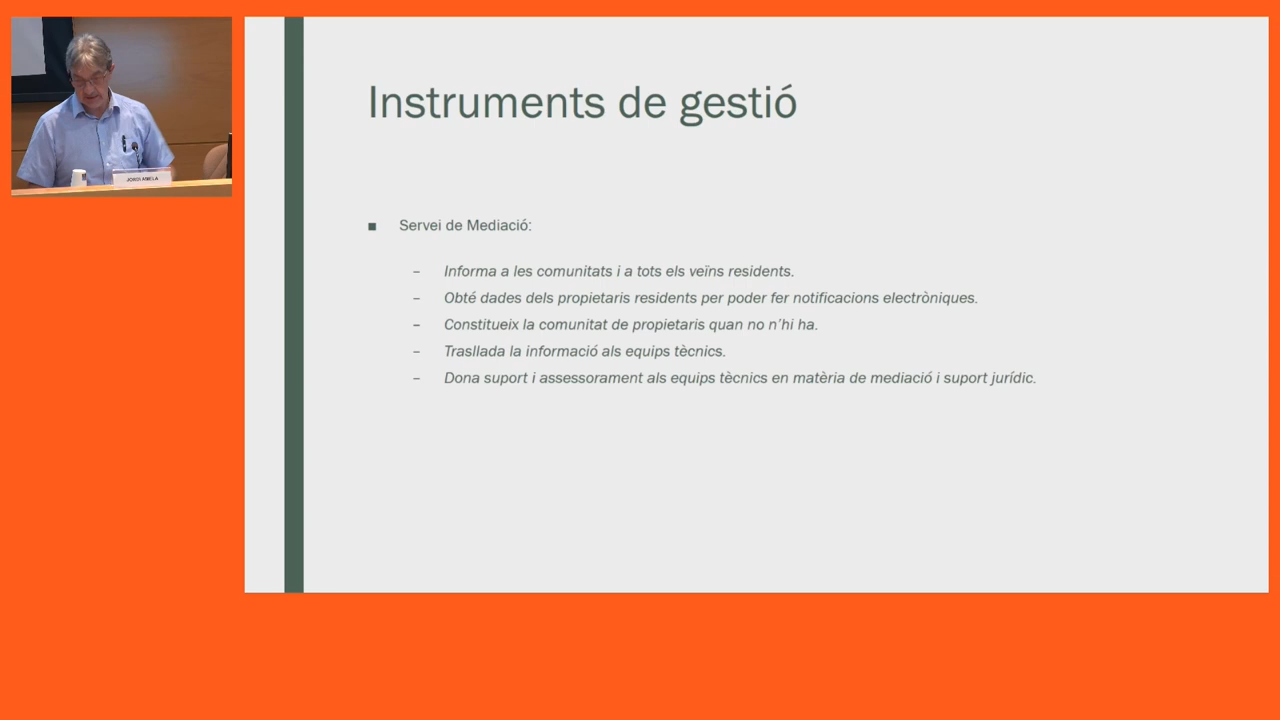 Instruments de gestió
Servei de Mediació:
– Informa a les comunitats i a tots els veïns residents.
– Obté dades dels propietaris residents per poder fer notificacions electròniques.
– Constitueix la comunitat de propietaris quan no n'hi ha.
– Trasllada la informació als equips tècnics.
– Dona suport i assessorament als equips tècnics en matèria de mediació i suport jurídic.